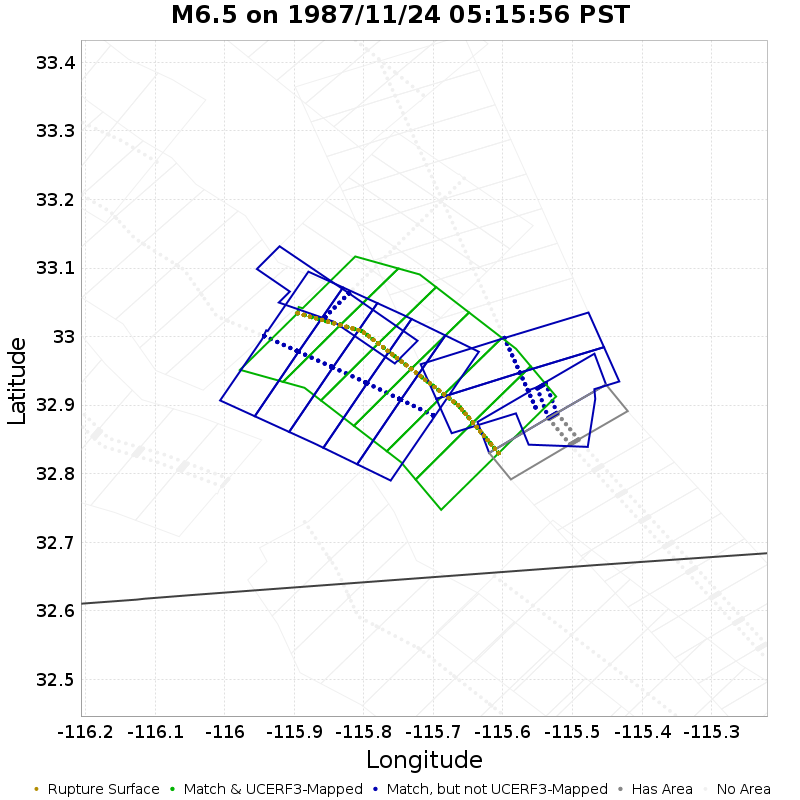 M6.5 on 1987/11/24 05:15:56 PST
33.4
33.3
33.2
33.1
33
32.9
32.8
32.7
32.6
32.5
Latitude
-116.2 -116.1 -116 -115.9 -115.8 -115.7 -115.6 -115.5 -115.4 -115.3
Longitude
Rupture Surface Match & UCERF3-Mapped Match, but not UCERF3-Mapped Has Area No Area